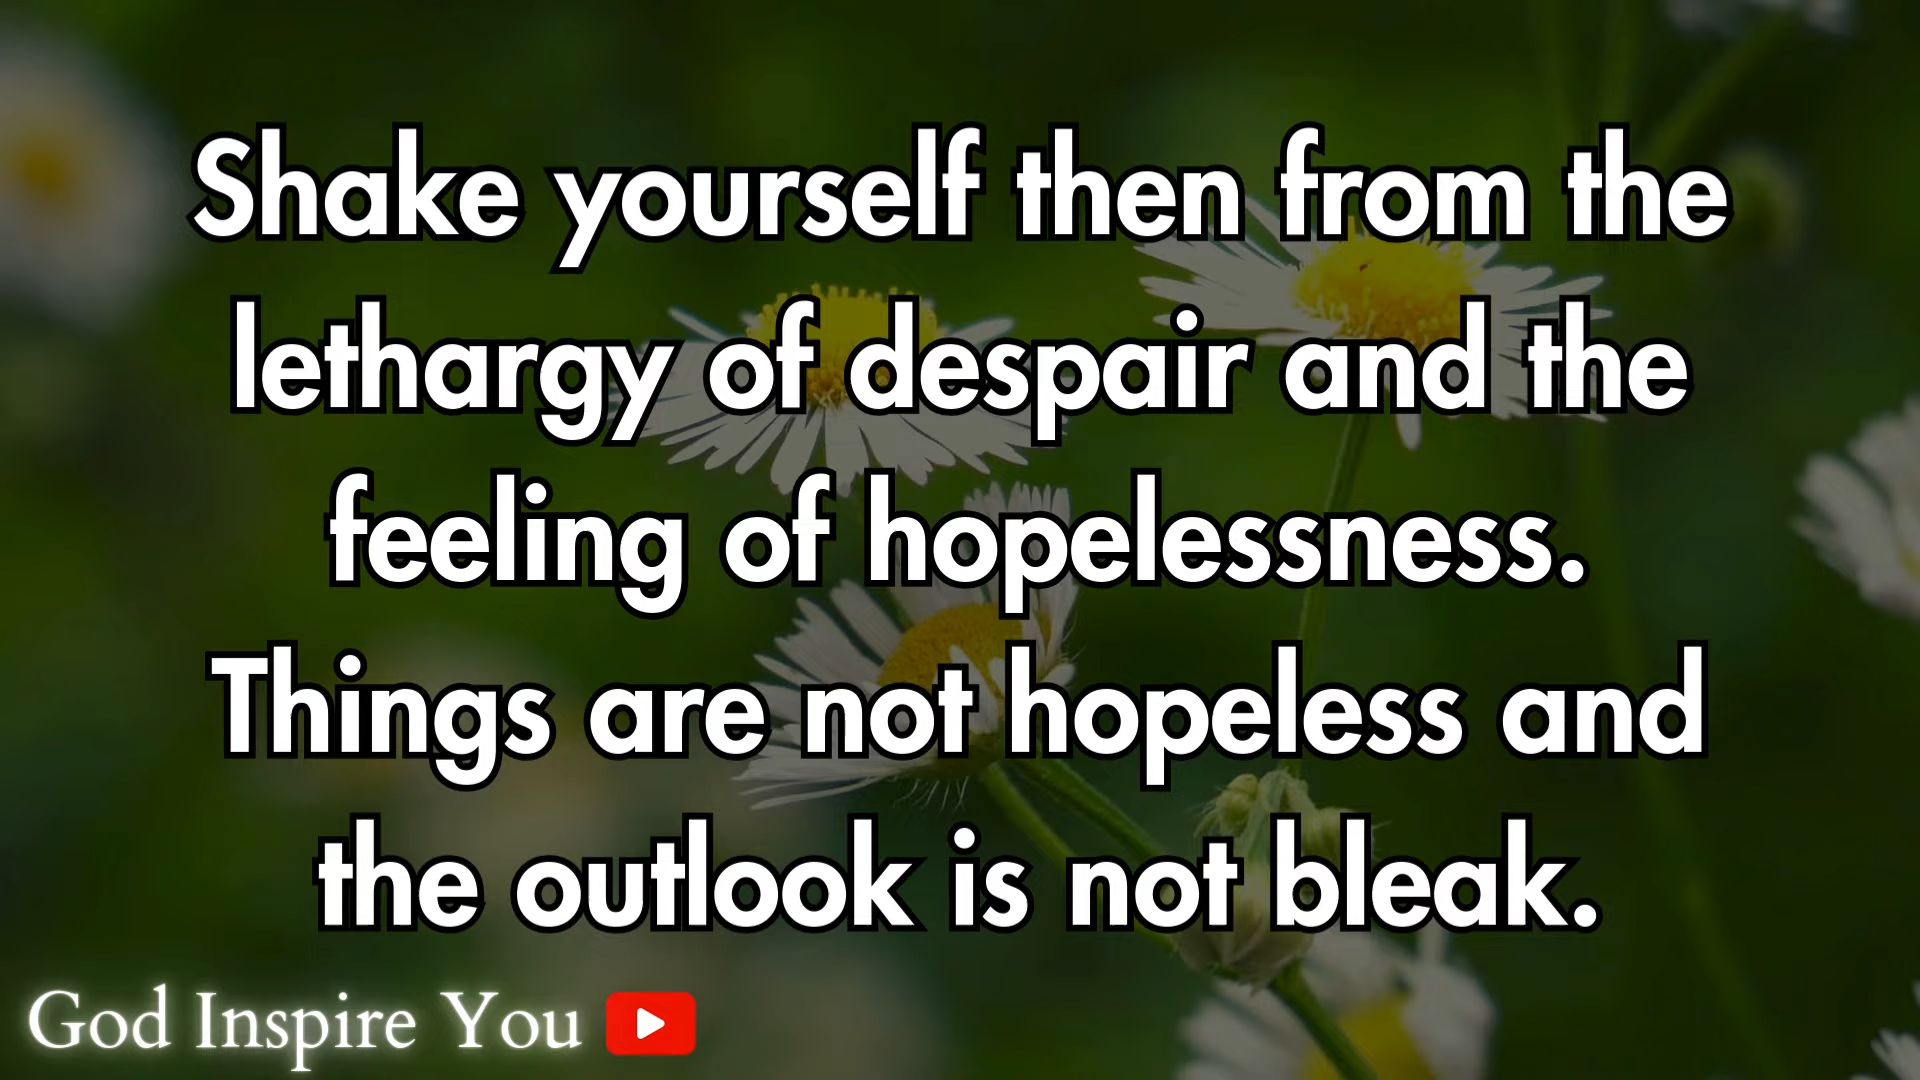 Shake yourself then from the
lethargy of despair and the
feeling of hopelessness.
Things are not hopeless and
the outlook is not bleak.
God Inspire You